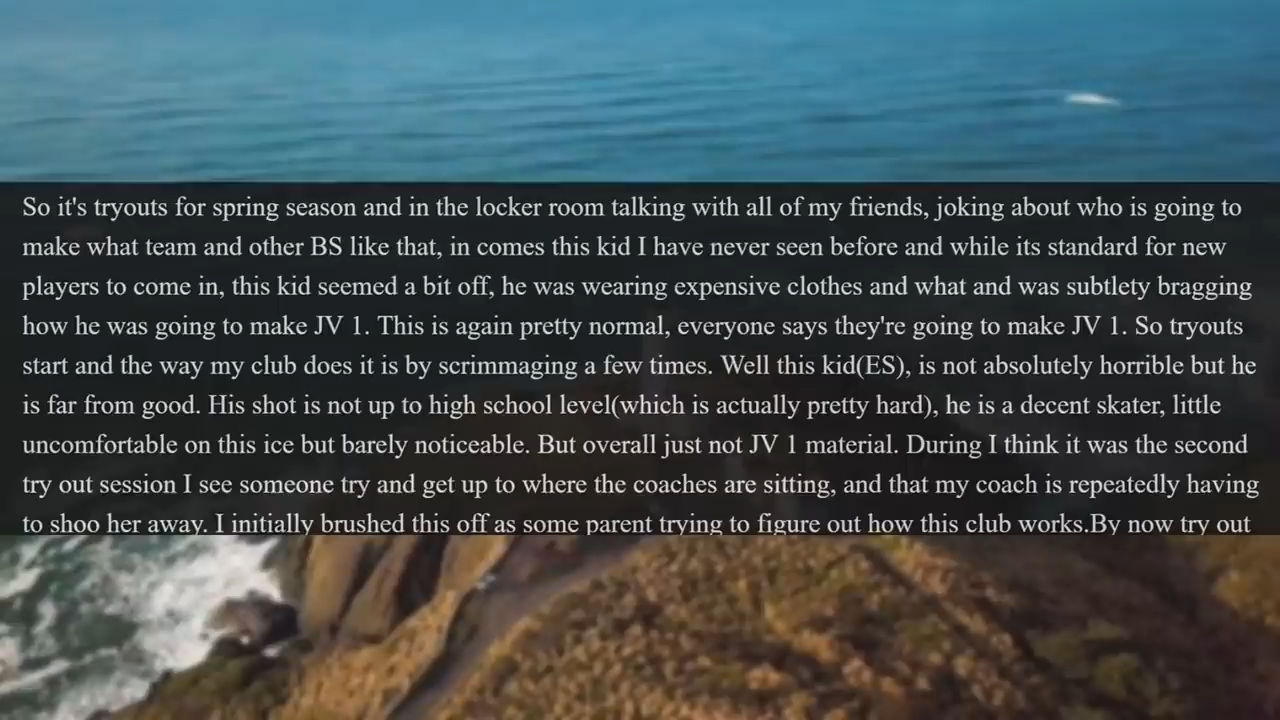 So it's tryouts for spring season and in the locker room talking with all of my friends, joking about who is going to
make what team and other BS like that, in comes this kid I have never seen before and while its standard for new
players to come in, this kid seemed a bit off, he was wearing expensive clothes and what and was subtlety bragging
how he was going to make JV 1. This is again pretty normal, everyone says they're going to make JV 1. So tryouts
start and the way my club does it is by scrimmaging a few times. Well this kid(ES), is not absolutely horrible but he
is far from good. His shot is not up to high school level(which is actually pretty hard), he is a decent skater, little
uncomfortable on this ice but barely noticeable. But overall just not JV 1 material. During I think it was the second
try out session I see someone try and get up to where the coaches are sitting, and that my coach is repeatedly having
to shoo her away. I initially brushed this off as some parent trying to figure out how this club works.By now try out